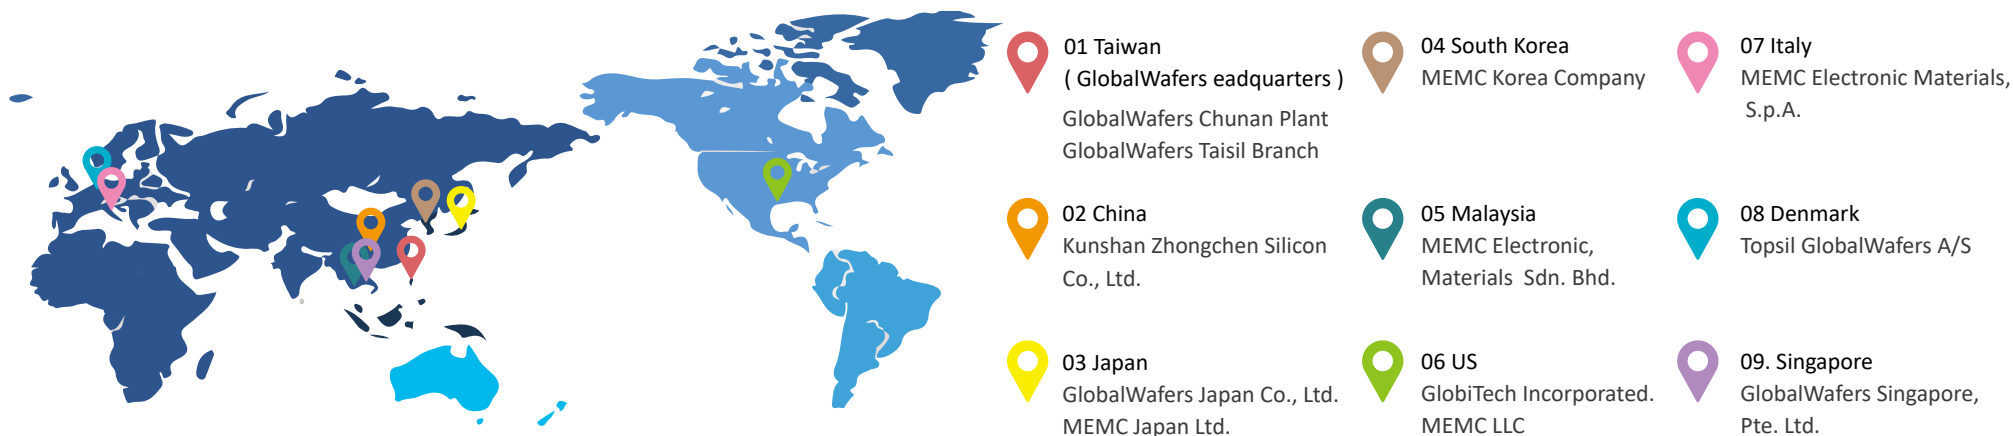 01 Taiwan
( GlobalWafers eadquarters )
GlobalWafers Chunan Plant
GlobalWafers Taisil Branch
02 China
Kunshan Zhongchen Silicon
Co., Ltd.
03 Japan
GlobalWafers Japan Co., Ltd.
MEMC Japan Ltd.
04 South Korea
MEMC Korea Company
05 Malaysia
MEMC Electronic,
Materials Sdn. Bhd.
06 US
GlobiTech Incorporated.
MEMC LLC
07 Italy
MEMC Electronic Materials,
S.p.A.
08 Denmark
Topsil GlobalWafers A/S
09. Singapore
GlobalWafers Singapore,
Pte. Ltd.